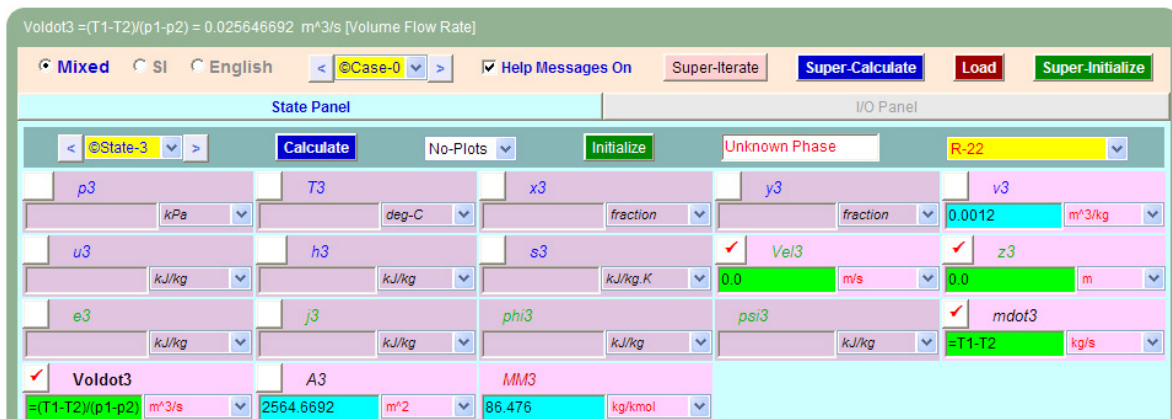 Voldot3 =(T1-T2)/(p1-p2) = 0.025646692 m^3/s [Volume Flow Rate]
Mixed SI English < ©Case-0 > Help Messages On Super-Iterate Super-Calculate Load Super-Initialize
State Panel I/O Panel
< ©State-3 > Calculate No-Plots Initialize Unknown Phase R-22
p3 T3 x3 y3 v3
kPa deg-C fraction fraction 0.0012 m^3/kg
u3 h3 s3 Vel3 z3
kJ/kg kJ/kg kJ/kg.K 0.0 m/s 0.0 m
e3 j3 phi3 psi3 mdot3
kJ/kg kJ/kg kJ/kg kJ/kg =T1-T2 kg/s
Voldot3 A3 MM3
=(T1-T2)/(p1-p2) m^3/s 2564.6692 m^2 86.476 kg/kmol